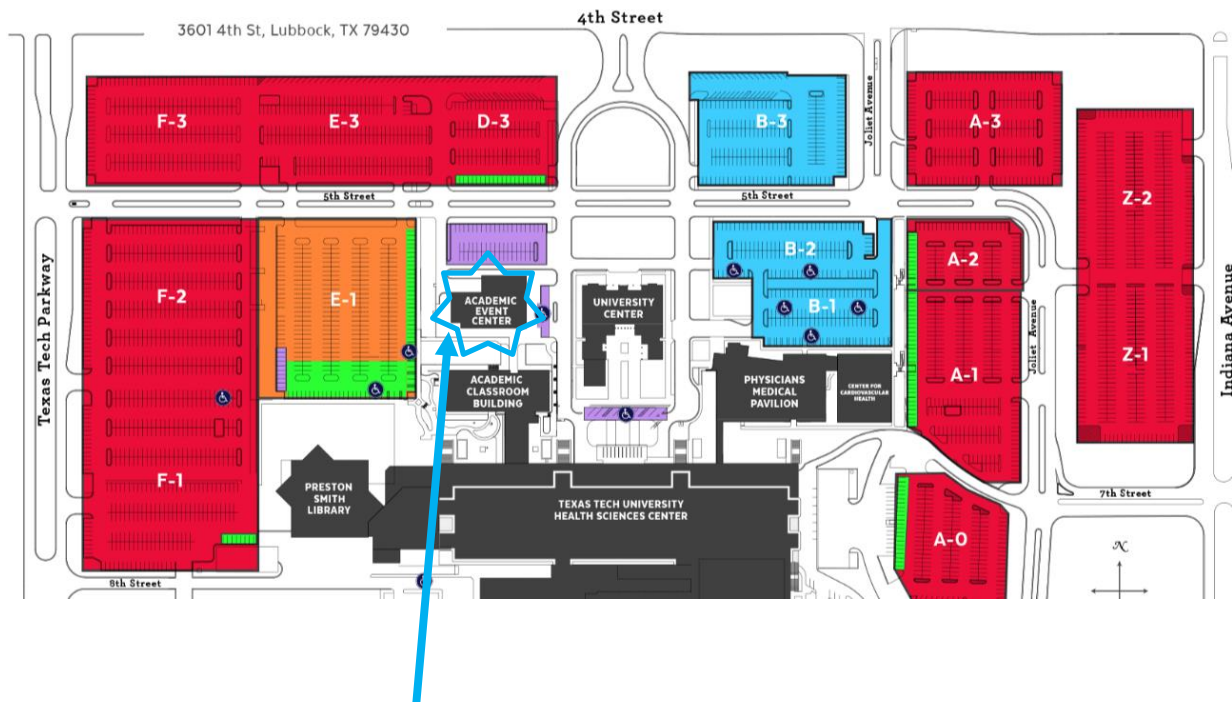 4th Street
3601 4th St, Lubbock, TX 79430
Joliet Avenue
F-3
E-3
D-3
B-3
A-3
5th Street
5th Street
Z-2
Texas Tech Parkway
F-2
E-1
ACADEMIC
EVENT
CENTER
UNIVERSITY
CENTER
B-2
B-1
A-2
A-1
Joliet Avenue
Z-1
Indiana Avenue
ACADEMIC
CLASSROOM
BUILDING
PHYSICIANS
MEDICAL
PAVILION
CENTER FOR
CARDIOVASCULAR
HEALTH
F-1
PRESTON
SMITH
LIBRARY
TEXAS TECH UNIVERSITY
HEALTH SCIENCES CENTER
7th Street
A-0
N
8th Street